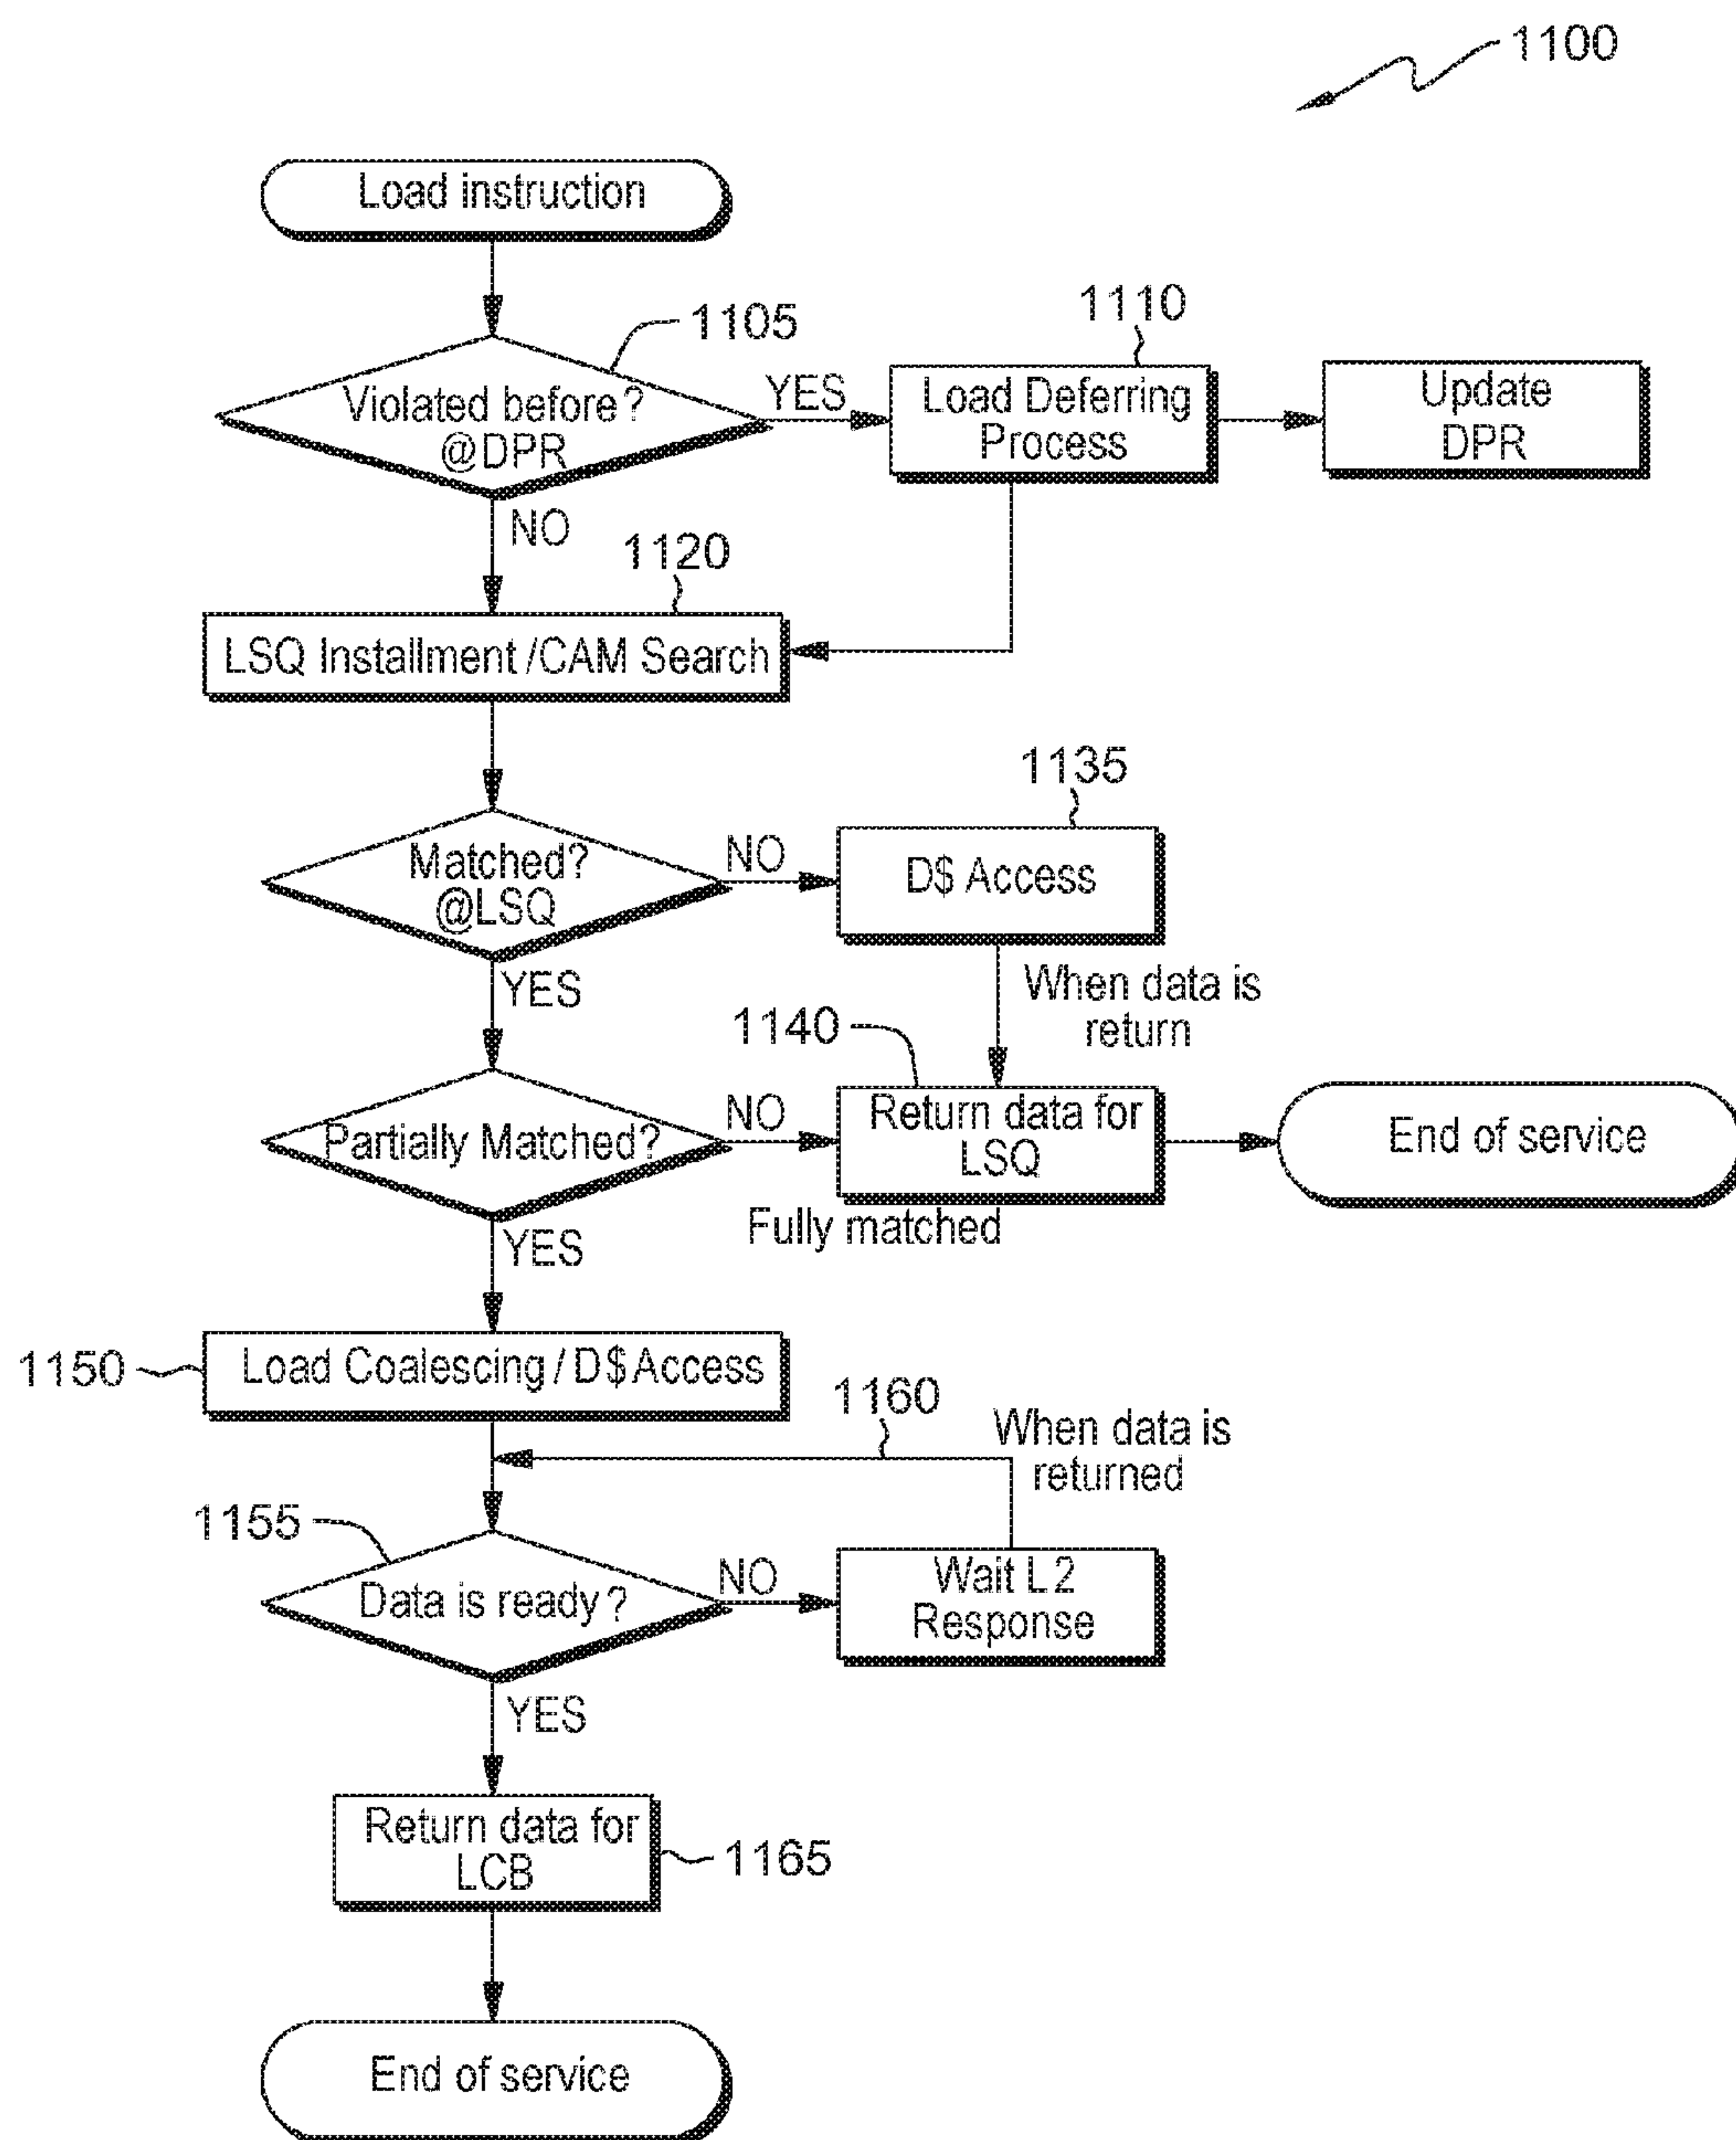 1100
Load instruction
1105
Violated before?
@DPR
YES
1110
Load Deferring
Process
Update
DPR
NO
1120
LSQ Installment /CAM Search
Matched?
@LSQ
NO
1135
D$ Access
YES
When data is
return
1140
Partially Matched?
NO
Return data for
LSQ
End of service
Fully matched
YES
1150
Load Coalescing / D$ Access
1160
When data is
returned
1155
Data is ready?
NO
Wait L2
Response
YES
Return data for
LCB
1165
End of service